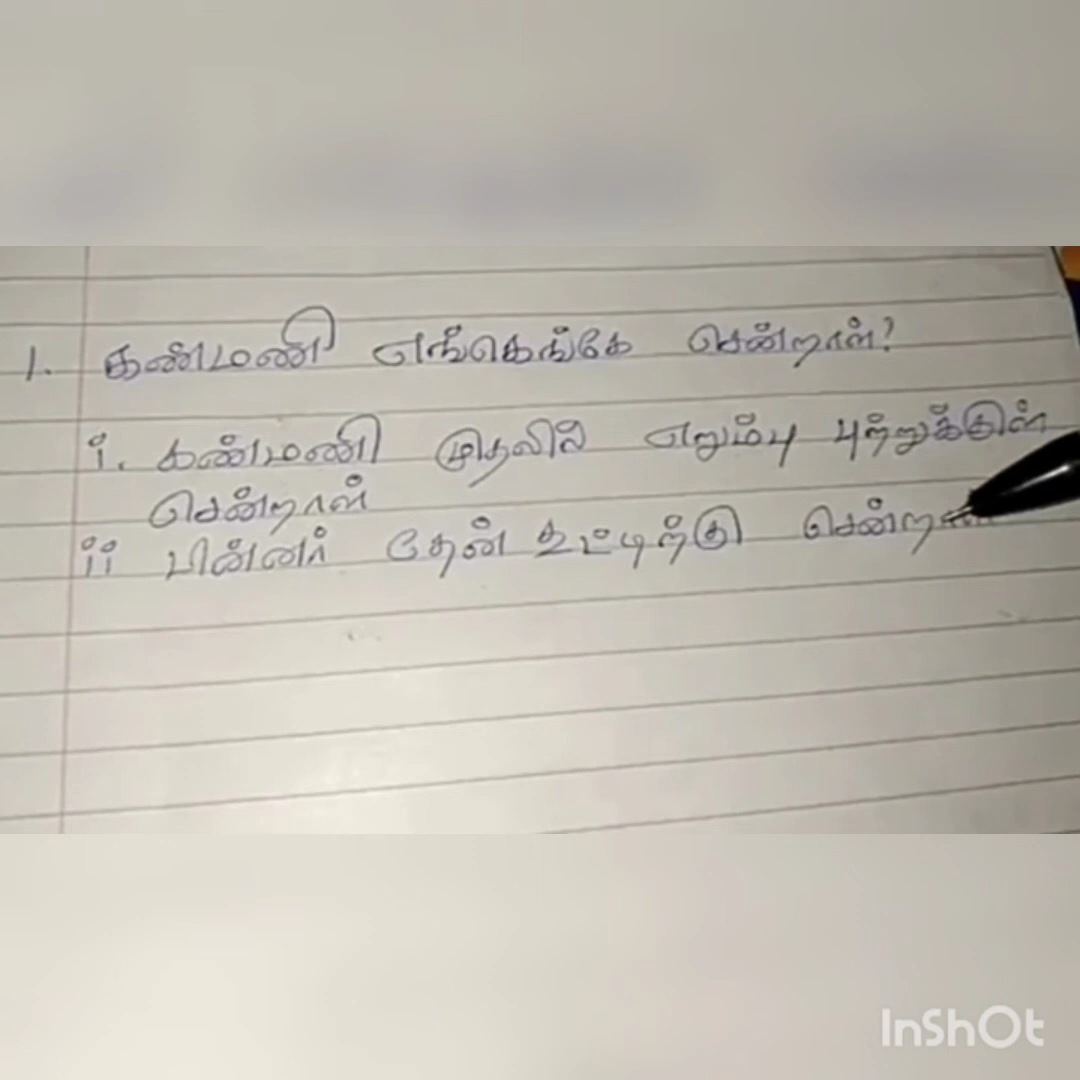 1. கண்மணி எங்கெங்கே சென்றாள்?
i. கண்மணி முதலில் எறும்பு புற்றுக்குள்
சென்றாள்
ii பின்னர் தேன் கூட்டிற்கு
InShOt